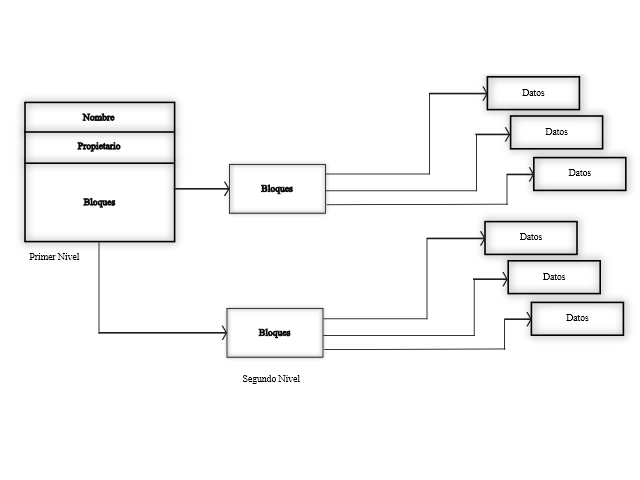 Nombre
Propietario
Bloques
Primer Nivel
Bloques
Datos
Datos
Datos
Bloques
Datos
Datos
Datos
Segundo Nivel